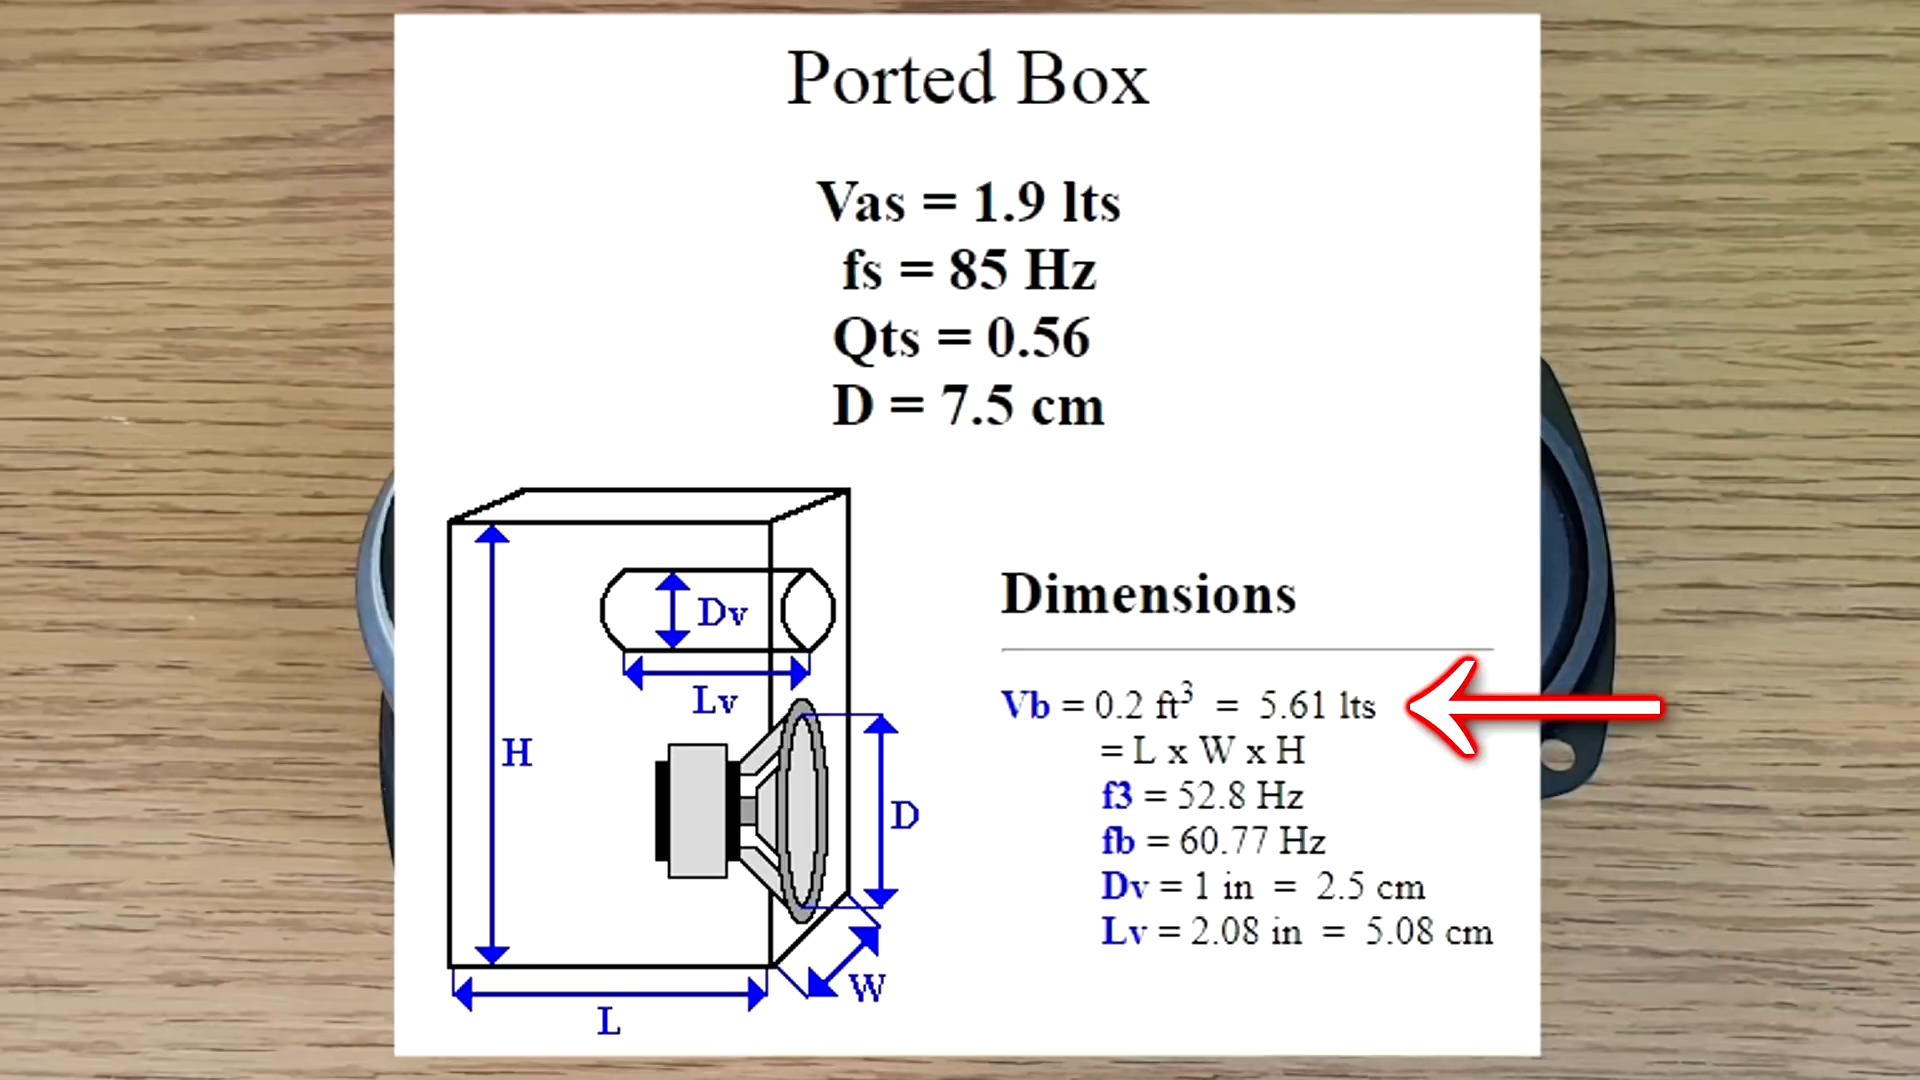 Ported Box
Vas = 1.9 lts
fs = 85 Hz
Qts = 0.56
D = 7.5 cm
Dv
Lv
H
D
W
L
Dimensions
Vb = 0.2 ft³ = 5.61 lts
= L x W x H
f3 = 52.8 Hz
fb = 60.77 Hz
Dv = 1 in = 2.5 cm
Lv = 2.08 in = 5.08 cm